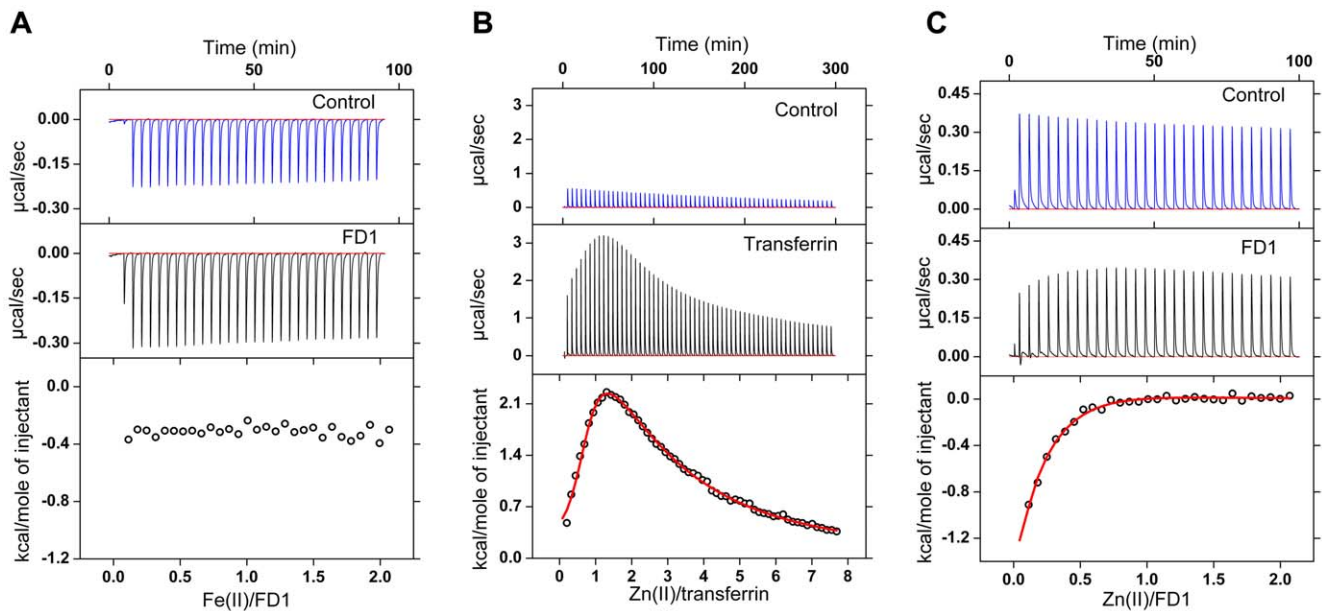 A
Time (min)
0 50 100
Control
0.00
-0.15
-0.30
µcal/sec
FD1
0.00
-0.15
-0.30
µcal/sec
0.0
-0.4
-0.8
-1.2
kcal/mole of injectant
0.0 0.5 1.0 1.5 2.0
Fe(II)/FD1
B
Time (min)
0 100 200 300
Control
3
2
1
0
µcal/sec
Transferrin
3
2
1
0
µcal/sec
2.1
1.4
0.7
0.0
kcal/mole of injectant
0 1 2 3 4 5 6 7 8
Zn(II)/transferrin
C
Time (min)
0 50 100
Control
0.45
0.30
0.15
0.00
µcal/sec
FD1
0.45
0.30
0.15
0.00
µcal/sec
0.0
-0.4
-0.8
-1.2
kcal/mole of injectant
0.0 0.5 1.0 1.5 2.0
Zn(II)/FD1